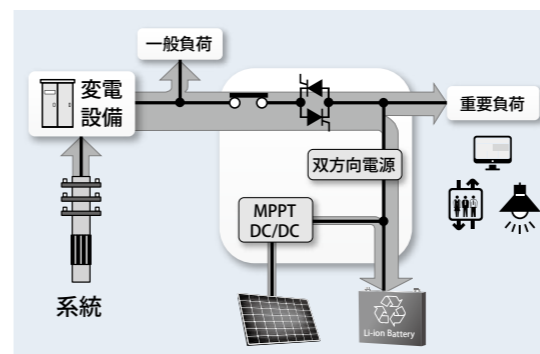 一般負荷
変電
設備
重要負荷
双方向電源
MPPT
DC/DC
系統
Li-ion Battery